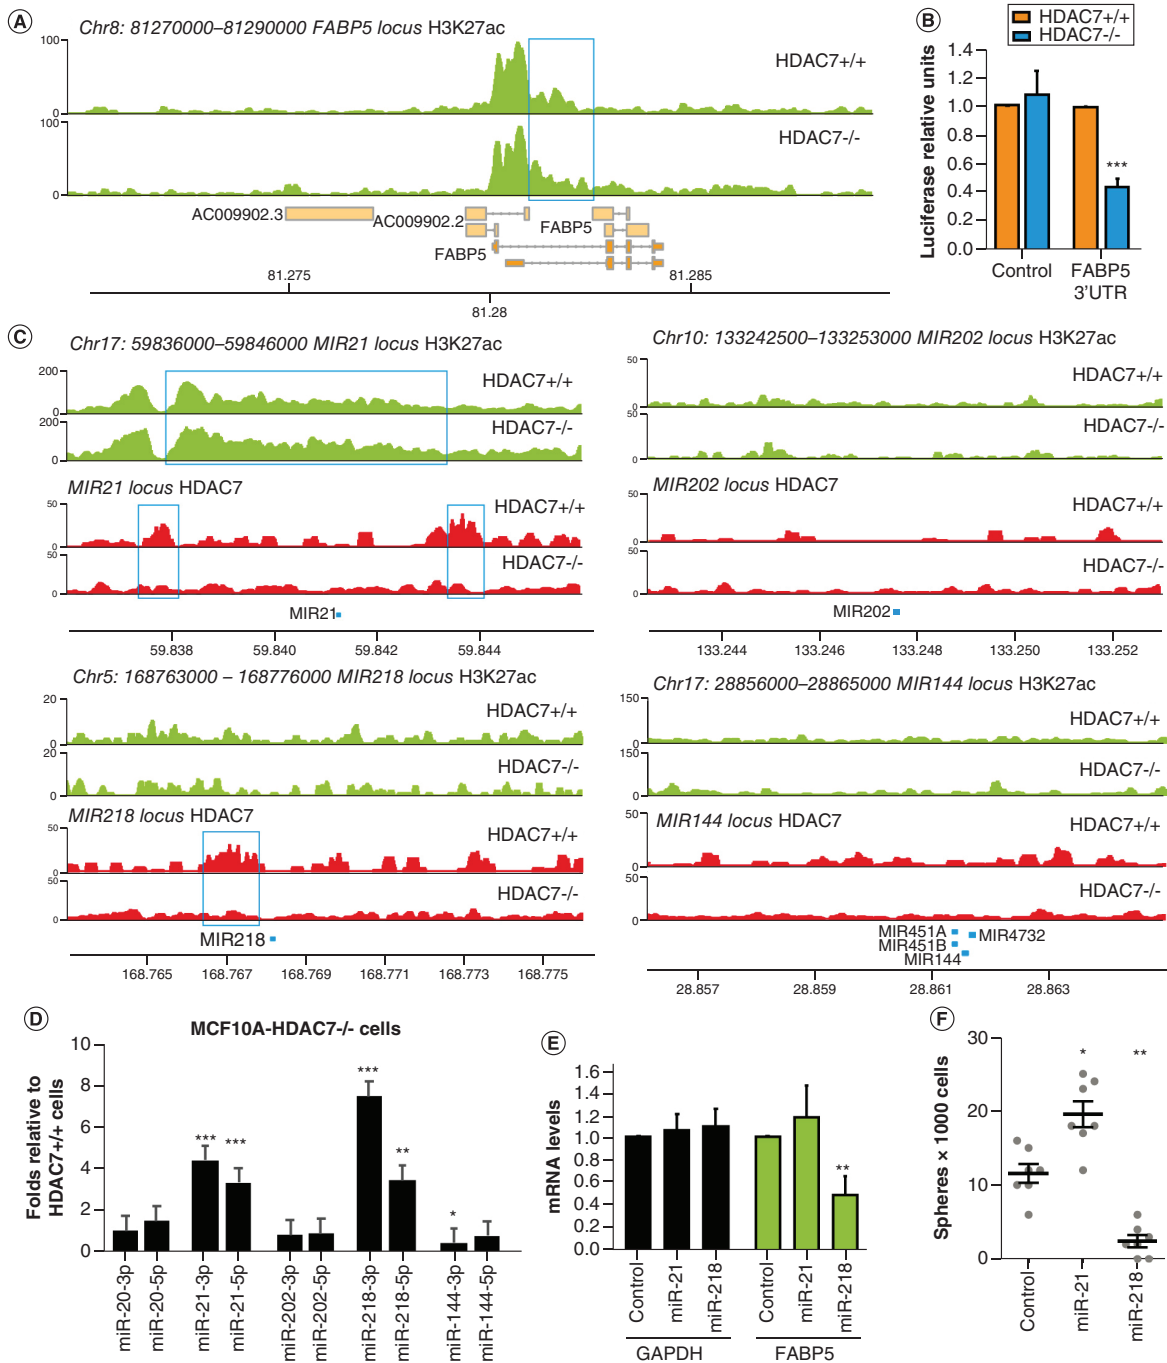 A
Chr8: 81270000–81290000 FABP5 locus H3K27ac
100
HDAC7+/+
0
100
HDAC7-/-
0
AC009902.3
AC009902.2
FABP5
FABP5
81.275
81.285
81.28
B
HDAC7+/+
HDAC7-/-
Luciferase relative units
1.4
1.2
1.0
0.8
0.6
0.4
0.2
0.0
***
Control
FABP5
3'UTR
C
Chr17: 59836000–59846000 MIR21 locus H3K27ac
200
HDAC7+/+
0
200
HDAC7-/-
0
MIR21 locus HDAC7
50
HDAC7+/+
0
50
HDAC7-/-
0
MIR21
59.838
59.840
59.842
59.844
Chr10: 133242500–133253000 MIR202 locus H3K27ac
50
HDAC7+/+
0
50
HDAC7-/-
0
MIR202 locus HDAC7
50
HDAC7+/+
0
50
HDAC7-/-
0
MIR202
133.244
133.246
133.248
133.250
133.252
Chr5: 168763000 – 168776000 MIR218 locus H3K27ac
20
HDAC7+/+
0
20
HDAC7-/-
0
MIR218 locus HDAC7
50
HDAC7+/+
0
50
HDAC7-/-
0
MIR218
168.765
168.767
168.769
168.771
168.773
168.775
Chr17: 28856000–28865000 MIR144 locus H3K27ac
150
HDAC7+/+
0
150
HDAC7-/-
0
50
MIR144 locus HDAC7
HDAC7+/+
0
50
HDAC7-/-
0
MIR451A
MIR4732
MIR451B
MIR144
28.857
28.859
28.861
28.863
D
MCF10A-HDAC7-/- cells
Folds relative to
HDAC7+/+ cells
10
8
6
4
2
0
***
***
***
**
*
miR-20-3p
miR-20-5p
miR-21-3p
miR-21-5p
miR-202-3p
miR-202-5p
miR-218-3p
miR-218-5p
miR-144-3p
miR-144-5p
E
mRNA levels
1.6
1.4
1.2
1.0
0.8
0.6
0.4
0.2
0.0
**
Control
miR-21
miR-218
Control
miR-21
miR-218
GAPDH
FABP5
F
Spheres × 1000 cells
30
20
10
0
*
**
Control
miR-21
miR-218